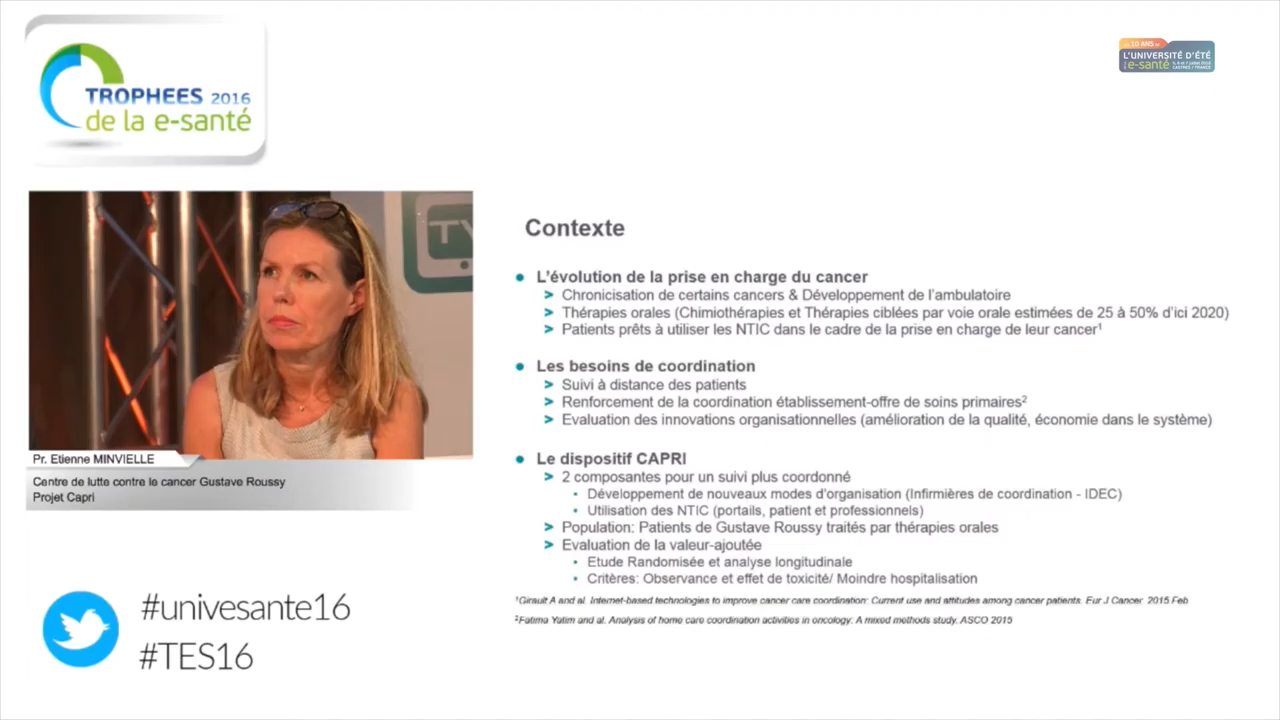 TROPHEES 2016
de la e-santé
LES 10 ANS DE
L'UNIVERSITÉ D'ÉTÉ
e-santé
CASTRES / FRANCE
TV
Pr. Etienne MINVIELLE
Centre de lutte contre le cancer Gustave Roussy
Projet Capri
#univesante16
#TES16
Contexte
L'évolution de la prise en charge du cancer
Chronicisation de certains cancers & Développement de l'ambulatoire
Thérapies orales (Chimiothérapies et Thérapies ciblées par voie orale estimées de 25 à 50% d'ici 2020)
Patients prêts à utiliser les NTIC dans le cadre de la prise en charge de leur cancer¹
Les besoins de coordination
Suivi à distance des patients
Renforcement de la coordination établissement-offre de soins primaires²
Evaluation des innovations organisationnelles (amélioration de la qualité, économie dans le système)
Le dispositif CAPRI
2 composantes pour un suivi plus coordonné
Développement de nouveaux modes d'organisation (Infirmières de coordination - IDEC)
Utilisation des NTIC (portails, patient et professionnels)
Population: Patients de Gustave Roussy traités par thérapies orales
Evaluation de la valeur-ajoutée
Etude Randomisée et analyse longitudinale
Critères: Observance et effet de toxicité/ Moindre hospitalisation
¹Girault A and al. Internet-based technologies to improve cancer care coordination: Current use and attitudes among cancer patients. Eur J Cancer. 2015 Feb
²Fatima Yatim and al. Analysis of home care coordination activities in oncology: A mixed methods study. ASCO 2015